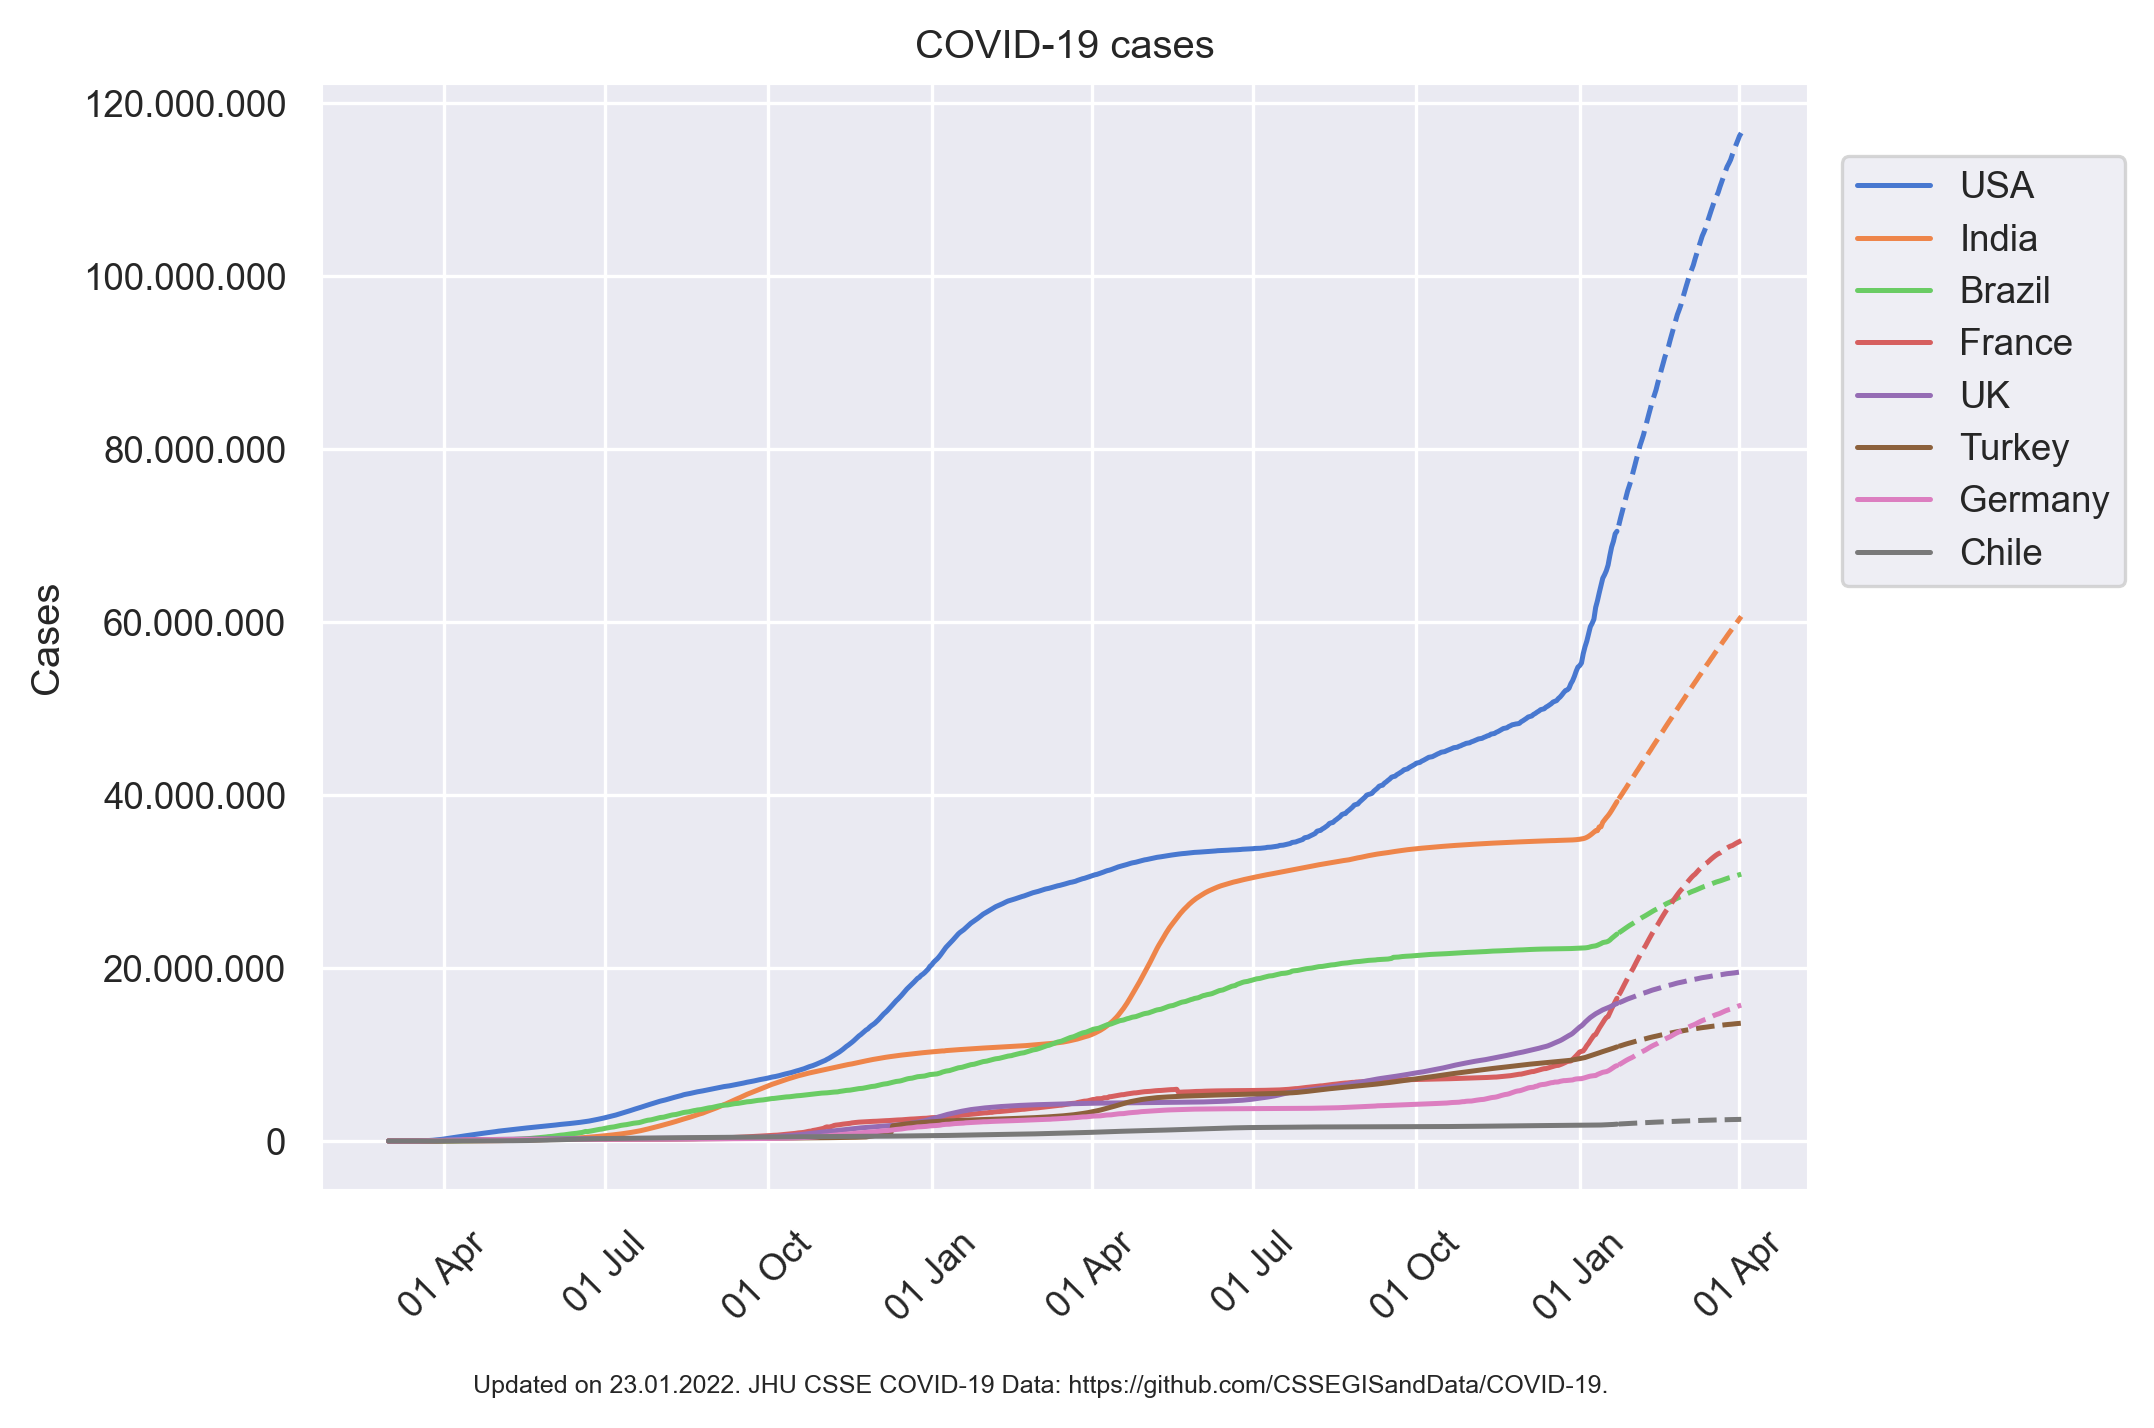 COVID-19 cases
120.000.000
100.000.000
80.000.000
60.000.000
40.000.000
20.000.000
0
Cases
USA
India
Brazil
France
UK
Turkey
Germany
Chile
01 Apr
01 Jul
01 Oct
01 Jan
01 Apr
01 Jul
01 Oct
01 Jan
01 Apr
Updated on 23.01.2022. JHU CSSE COVID-19 Data: https://github.com/CSSEGISandData/COVID-19.